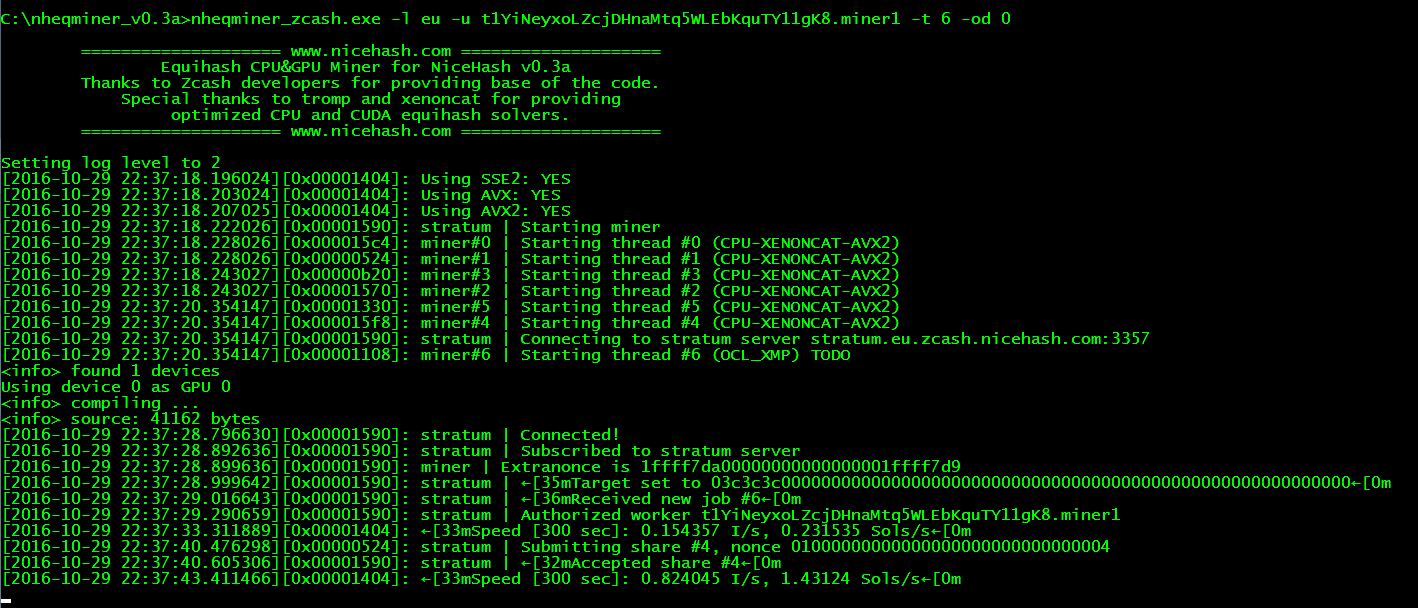 C:\nheqminer_v0.3a>nheqminer_zcash.exe -l eu -u t1YiNeyxoLZcjDHnaMtq5WLEbKquTY11gK8.miner1 -t 6 -od 0
==================== www.nicehash.com ====================
Equihash CPU&GPU Miner for NiceHash v0.3a
Thanks to Zcash developers for providing base of the code.
Special thanks to tromp and xenoncat for providing
optimized CPU and CUDA equihash solvers.
==================== www.nicehash.com ====================
Setting log level to 2
[2016-10-29 22:37:18.196024][0x00001404]: Using SSE2: YES
[2016-10-29 22:37:18.203024][0x00001404]: Using AVX: YES
[2016-10-29 22:37:18.207025][0x00001404]: Using AVX2: YES
[2016-10-29 22:37:18.222026][0x00001590]: stratum | Starting miner
[2016-10-29 22:37:18.228026][0x000015c4]: miner#0 | Starting thread #0 (CPU-XENONCAT-AVX2)
[2016-10-29 22:37:18.228026][0x00000524]: miner#1 | Starting thread #1 (CPU-XENONCAT-AVX2)
[2016-10-29 22:37:18.243027][0x00000b20]: miner#3 | Starting thread #3 (CPU-XENONCAT-AVX2)
[2016-10-29 22:37:18.243027][0x00001570]: miner#2 | Starting thread #2 (CPU-XENONCAT-AVX2)
[2016-10-29 22:37:20.354147][0x00001330]: miner#5 | Starting thread #5 (CPU-XENONCAT-AVX2)
[2016-10-29 22:37:20.354147][0x000015f8]: miner#4 | Starting thread #4 (CPU-XENONCAT-AVX2)
[2016-10-29 22:37:20.354147][0x00001590]: stratum | Connecting to stratum server stratum.eu.zcash.nicehash.com:3357
[2016-10-29 22:37:20.354147][0x00001108]: miner#6 | Starting thread #6 (OCL_XMP) TODO
<info> found 1 devices
Using device 0 as GPU 0
<info> compiling ...
<info> source: 41162 bytes
[2016-10-29 22:37:28.796630][0x00001590]: stratum | Connected!
[2016-10-29 22:37:28.892636][0x00001590]: stratum | Subscribed to stratum server
[2016-10-29 22:37:28.899636][0x00001590]: miner | Extranonce is 1ffff7da00000000000000001ffff7d9
[2016-10-29 22:37:28.999642][0x00001590]: stratum | ←[35mTarget set to 03c3c3c000000000000000000000000000000000000000000000000000000000←[0m
[2016-10-29 22:37:29.016643][0x00001590]: stratum | ←[36mReceived new job #6←[0m
[2016-10-29 22:37:29.290659][0x00001590]: stratum | Authorized worker t1YiNeyxoLZcjDHnaMtq5WLEbKquTY11gK8.miner1
[2016-10-29 22:37:33.311889][0x00001404]: ←[33mSpeed [300 sec]: 0.154357 I/s, 0.231535 Sols/s←[0m
[2016-10-29 22:37:40.476298][0x00000524]: stratum | Submitting share #4, nonce 01000000000000000000000000000004
[2016-10-29 22:37:40.605306][0x00001590]: stratum | ←[32mAccepted share #4←[0m
[2016-10-29 22:37:43.411466][0x00001404]: ←[33mSpeed [300 sec]: 0.824045 I/s, 1.43124 Sols/s←[0m